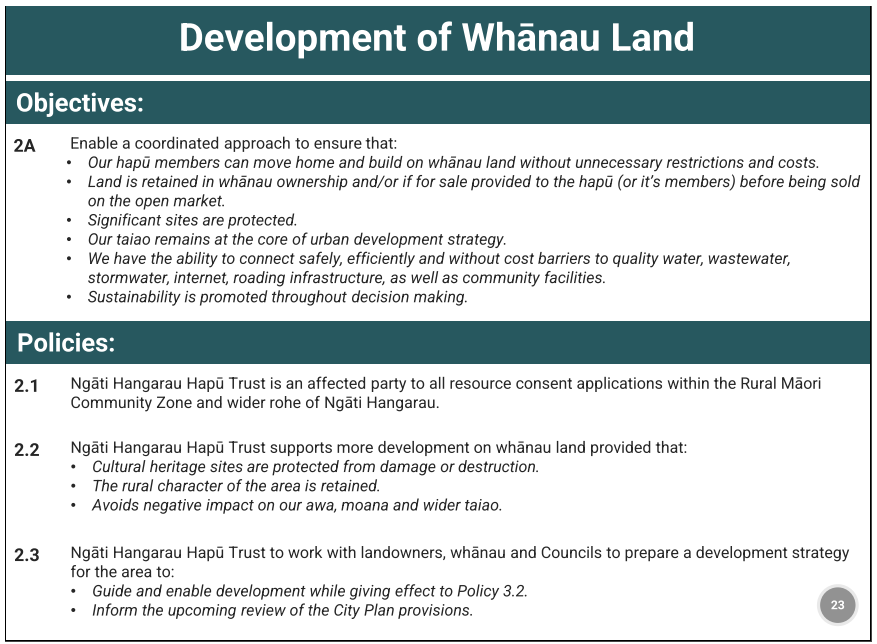 Development of Whānau Land
Objectives:
2A Enable a coordinated approach to ensure that:
• Our hapū members can move home and build on whānau land without unnecessary restrictions and costs.
• Land is retained in whānau ownership and/or if for sale provided to the hapū (or it's members) before being sold
on the open market.
• Significant sites are protected.
• Our taiao remains at the core of urban development strategy.
• We have the ability to connect safely, efficiently and without cost barriers to quality water, wastewater,
stormwater, internet, roading infrastructure, as well as community facilities.
• Sustainability is promoted throughout decision making.
Policies:
2.1 Ngāti Hangarau Hapū Trust is an affected party to all resource consent applications within the Rural Māori
Community Zone and wider rohe of Ngāti Hangarau.
2.2 Ngāti Hangarau Hapū Trust supports more development on whānau land provided that:
• Cultural heritage sites are protected from damage or destruction.
• The rural character of the area is retained.
• Avoids negative impact on our awa, moana and wider taiao.
2.3 Ngāti Hangarau Hapū Trust to work with landowners, whānau and Councils to prepare a development strategy
for the area to:
• Guide and enable development while giving effect to Policy 3.2.
• Inform the upcoming review of the City Plan provisions.
23